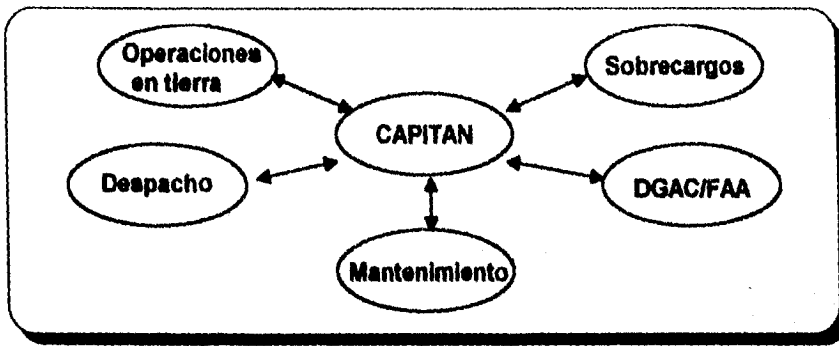 Operaciones
en tierra
Sobrecargos
CAPITAN
Despacho
DGAC/FAA
Mantenimiento